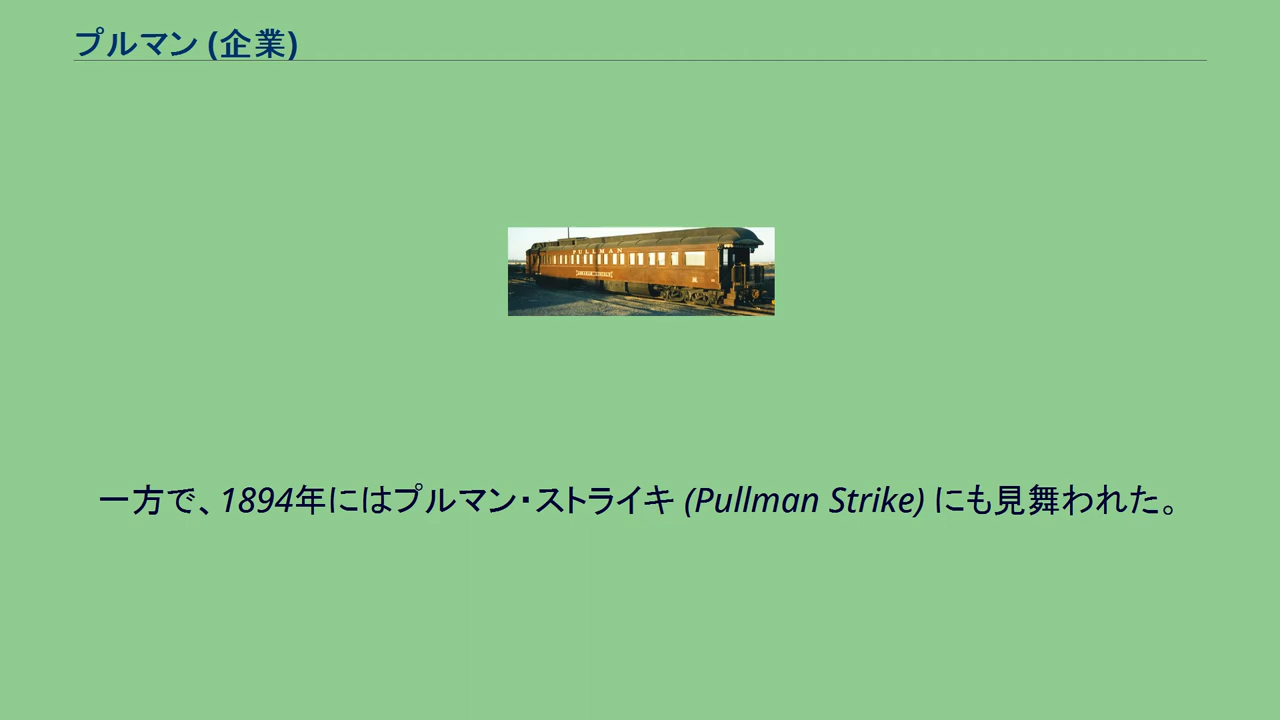 プルマン (企業)
PULLMAN
一方で、1894年にはプルマン・ストライキ (Pullman Strike) にも見舞われた。